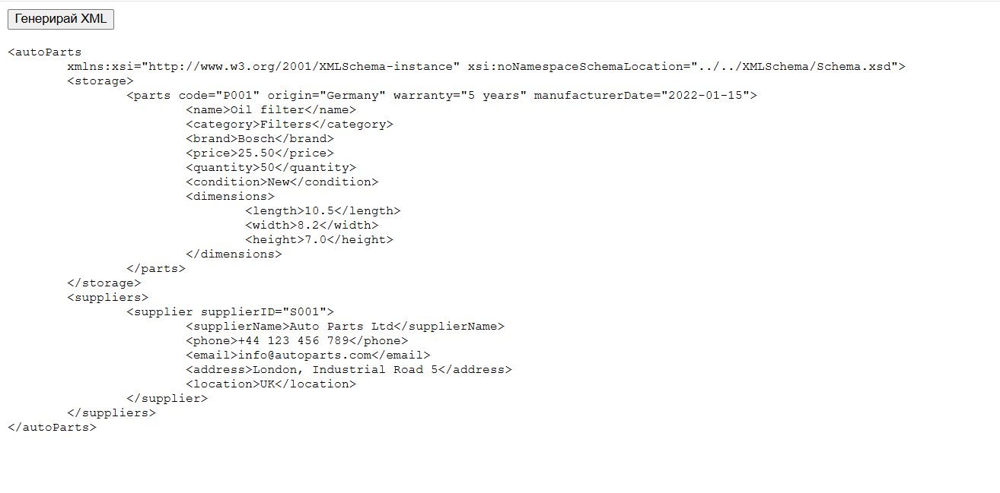 Генерирай XML
<autoParts
xmlns:xsi="http://www.w3.org/2001/XMLSchema-instance" xsi:noNamespaceSchemaLocation="../../XMLSchema/Schema.xsd">
<storage>
<parts code="P001" origin="Germany" warranty="5 years" manufacturerDate="2022-01-15">
<name>Oil filter</name>
<category>Filters</category>
<brand>Bosch</brand>
<price>25.50</price>
<quantity>50</quantity>
<condition>New</condition>
<dimensions>
<length>10.5</length>
<width>8.2</width>
<height>7.0</height>
</dimensions>
</parts>
</storage>
<suppliers>
<supplier supplierID="S001">
<supplierName>Auto Parts Ltd</supplierName>
<phone>+44 123 456 789</phone>
<email>info@autoparts.com</email>
<address>London, Industrial Road 5</address>
<location>UK</location>
</supplier>
</suppliers>
</autoParts>